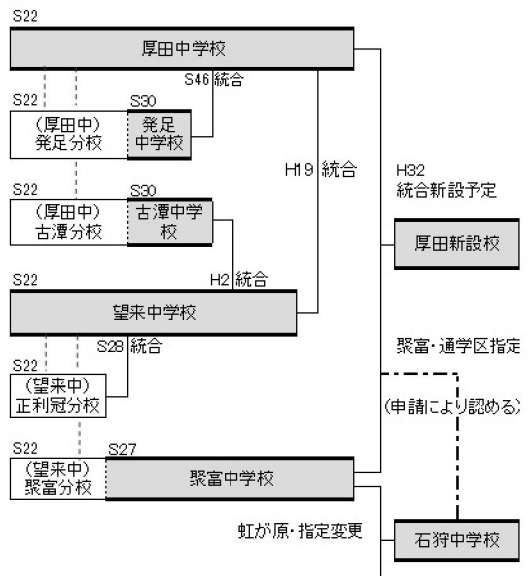 S22
厚田中学校
S46 統合
S22
S30
(厚田中)
発足分校
発足
中学校
H19 統合
H32
統合新設予定
S22
S30
(厚田中)
古潭分校
古潭中学
校
厚田新設校
S22
H2 統合
望来中学校
S28 統合
聚富・通学区指定
S22
(望来中)
正利冠分校
(申請により認める)
S22
S27
(望来中)
聚富分校
聚富中学校
虹が原・指定変更
石狩中学校